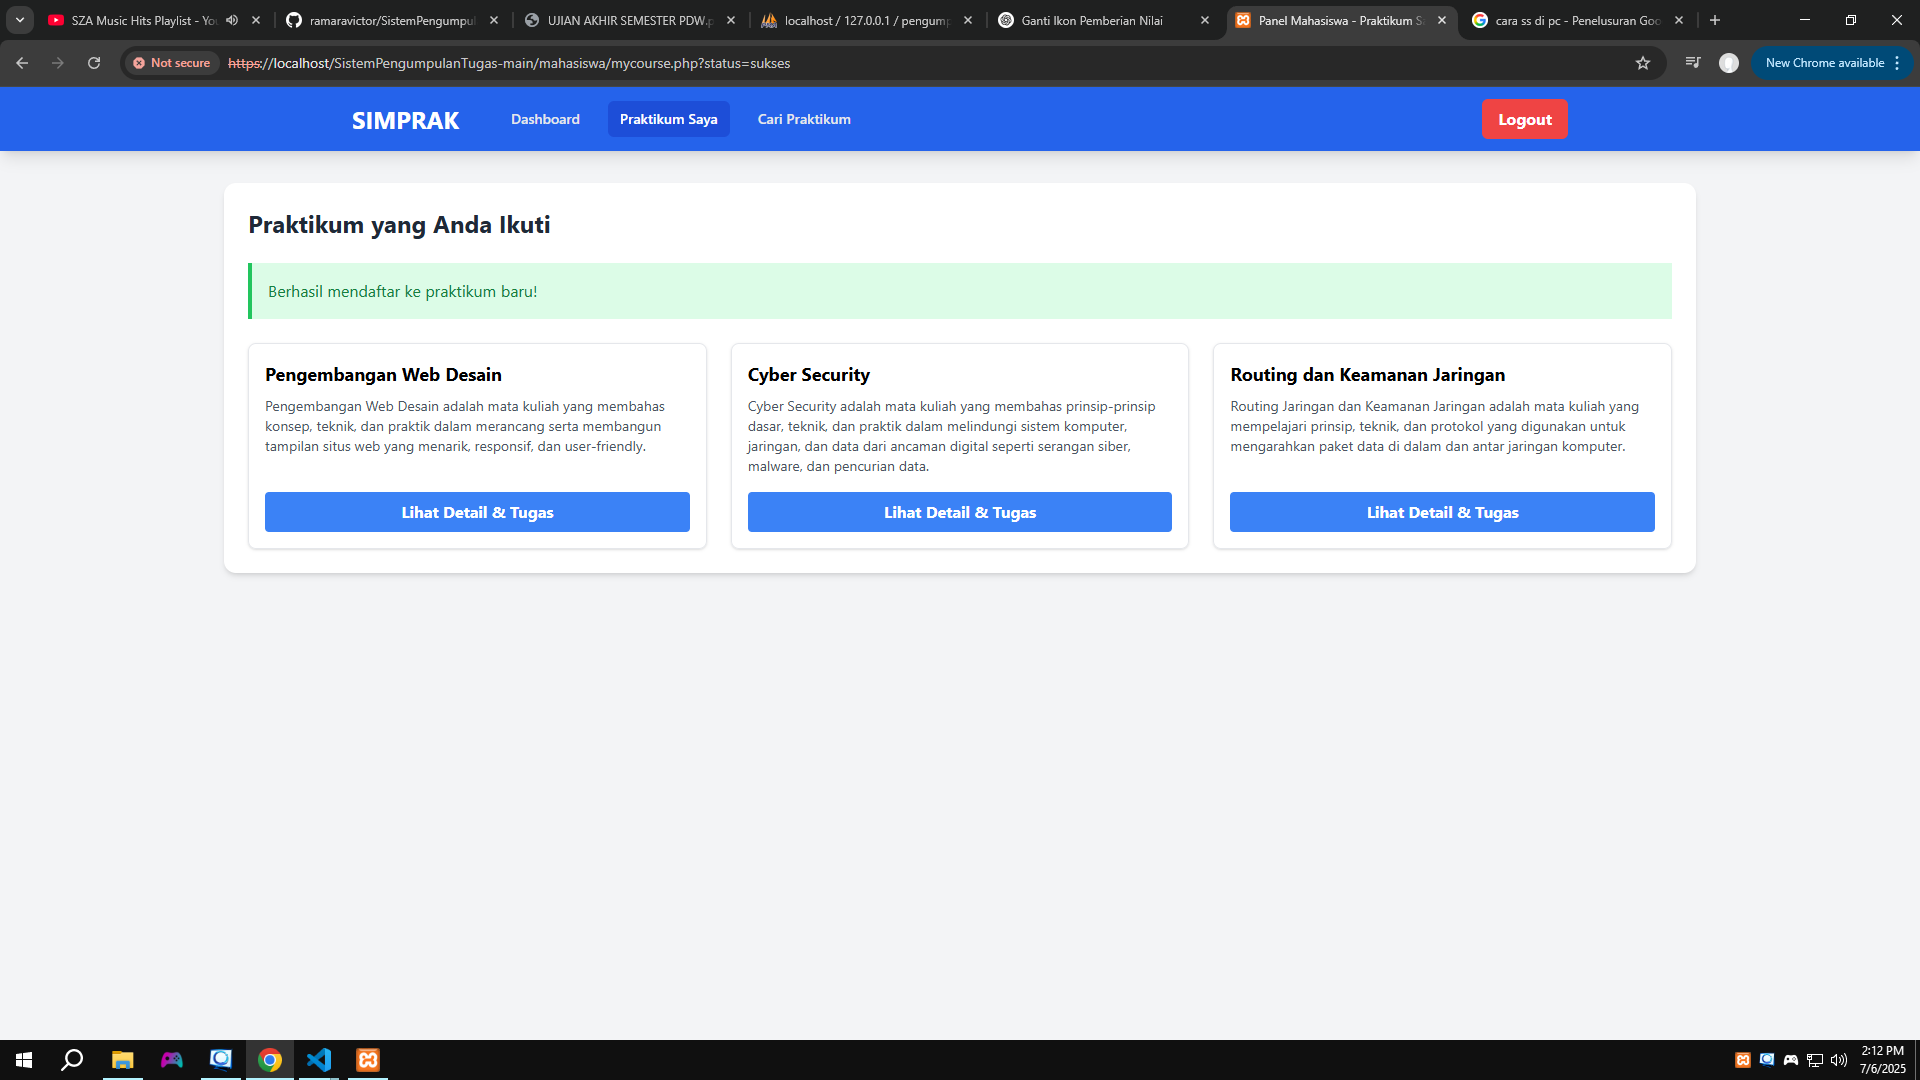 SZA Music Hits Playlist - Yo
ramaravictor/SistemPengumpul
UJIAN AKHIR SEMESTER PDW.p
localhost / 127.0.0.1 / pengump
Ganti Ikon Pemberian Nilai
Panel Mahasiswa - Praktikum S
cara ss di pc - Penelusuran Goo
Not secure
https://localhost/SistemPengumpulanTugas-main/mahasiswa/mycourse.php?status=sukses
New Chrome available
SIMPRAK
Dashboard
Praktikum Saya
Cari Praktikum
Logout
Praktikum yang Anda Ikuti
Berhasil mendaftar ke praktikum baru!
Pengembangan Web Desain
Pengembangan Web Desain adalah mata kuliah yang membahas
konsep, teknik, dan praktik dalam merancang serta membangun
tampilan situs web yang menarik, responsif, dan user-friendly.
Lihat Detail & Tugas
Cyber Security
Cyber Security adalah mata kuliah yang membahas prinsip-prinsip
dasar, teknik, dan praktik dalam melindungi sistem komputer,
jaringan, dan data dari ancaman digital seperti serangan siber,
malware, dan pencurian data.
Lihat Detail & Tugas
Routing dan Keamanan Jaringan
Routing Jaringan dan Keamanan Jaringan adalah mata kuliah yang
mempelajari prinsip, teknik, dan protokol yang digunakan untuk
mengarahkan paket data di dalam dan antar jaringan komputer.
Lihat Detail & Tugas
2:12 PM
7/6/2025